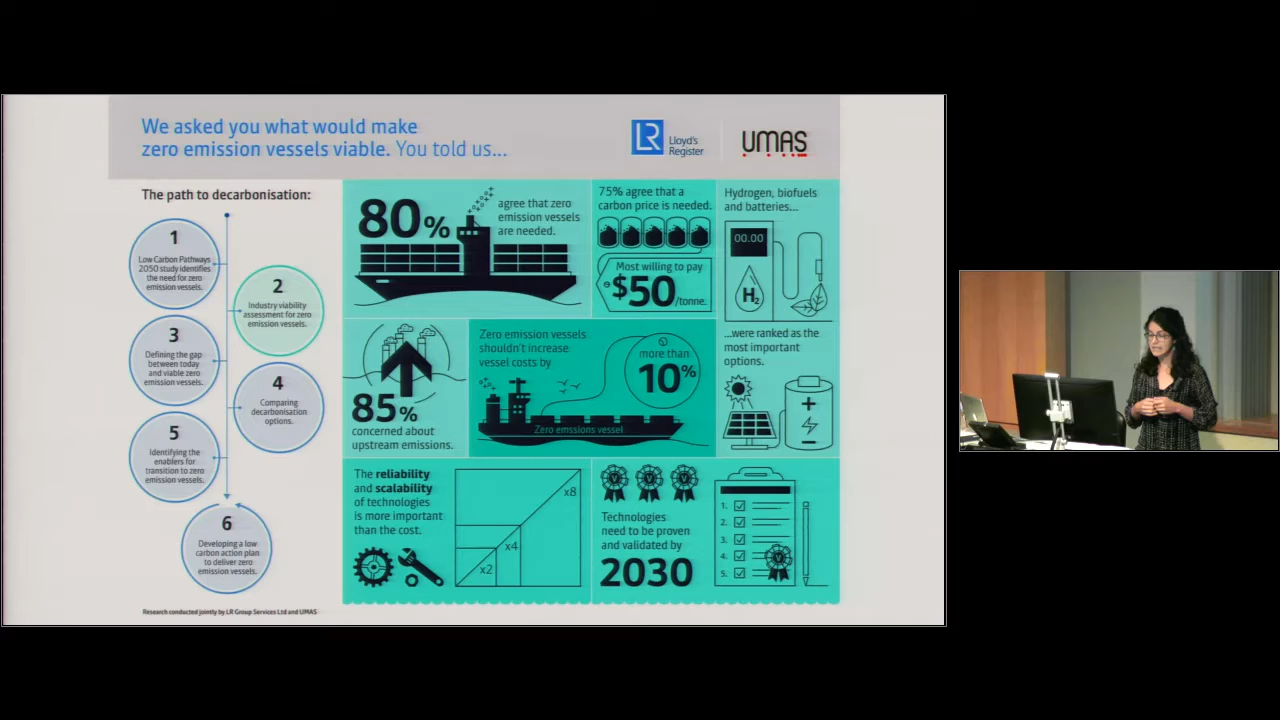 We asked you what would make
zero emission vessels viable. You told us...
LR
Lloyd's
Register
UMAS
The path to decarbonisation:
1
Low Carbon Pathways
2050 study identifies
the need for zero
emission vessels.
2
Industry viability
assessment for zero
emission vessels.
3
Defining the gap
between today
and viable zero
emission vessels.
4
Comparing
decarbonisation
options.
5
Identifying the
enablers for
transition to zero
emission vessels.
6
Developing a low
carbon action plan
to deliver zero
emission vessels.
Research conducted jointly by LR Group Services Ltd and UMAS
80%
agree that zero
emission vessels
are needed.
75% agree that a
carbon price is needed.
Most willing to pay
$50/tonne.
Hydrogen, biofuels
and batteries...
00.00
H2
...were ranked as the
most important
options.
+
–
85%
concerned about
upstream emissions.
Zero emission vessels
shouldn't increase
vessel costs by
more than
10%
Zero emssions vessel
The reliability
and scalability
of technologies
is more important
than the cost.
x8
x4
x2
V V V
Technologies
need to be proven
and validated by
2030
1.
2.
3.
4.
5.
V